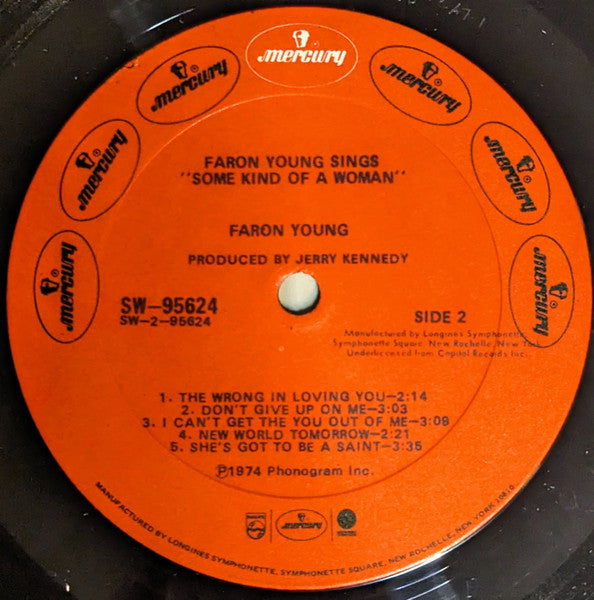 mercury
mercury
mercury
mercury
mercury
mercury
mercury
FARON YOUNG SINGS
"SOME KIND OF A WOMAN"
FARON YOUNG
PRODUCED BY JERRY KENNEDY
SW-95624
SW-2-95624
SIDE 2
Manufactured by Longines Symphonette,
Symphonette Square, New Rochelle, New York
Underlicensed from Capitol Records Inc.
1. THE WRONG IN LOVING YOU-2:14
2. DON'T GIVE UP ON ME-3:03
3. I CAN'T GET THE YOU OUT OF ME-3:09
4. NEW WORLD TOMORROW-2:21
5. SHE'S GOT TO BE A SAINT-3:35
Ⓟ1974 Phonogram Inc.
PHILIPS
mercury
MANUFACTURED BY LONGINES SYMPHONETTE, SYMPHONETTE SQUARE, NEW ROCHELLE, NEW YORK 10810